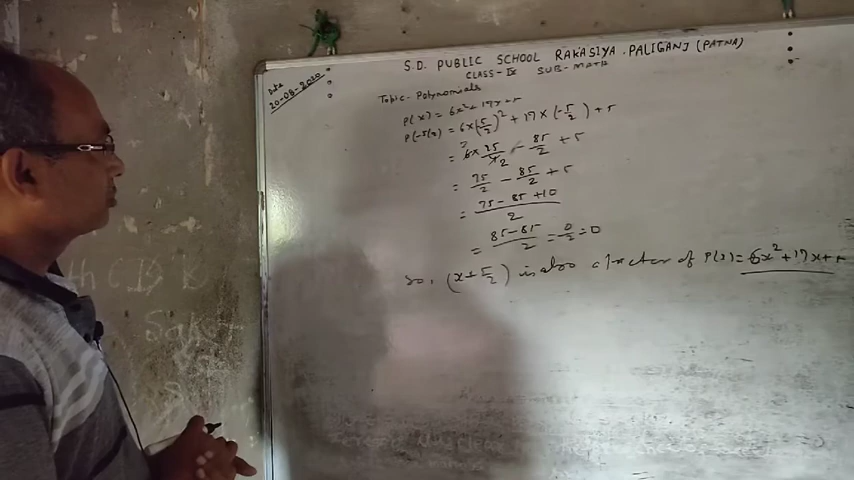 S.D. PUBLIC SCHOOL RAKASIYA. PALIGANJ (PATNA)
CLASS-IX SUB-MATH
Date
20-08-2020
Topic- Polynomials
P(x) = 6x²+17x+5
P(-5/2) = 6×(5/2)² + 17×(-5/2) + 5
= 6× 25/4 2 - 85/2 + 5
= 75/2 - 85/2 + 5
= 75-85+10 / 2
= 85-85 / 2 = 0/2 = 0
So, (x+5/2) is also a factor of P(x)= 6x²+17x+5